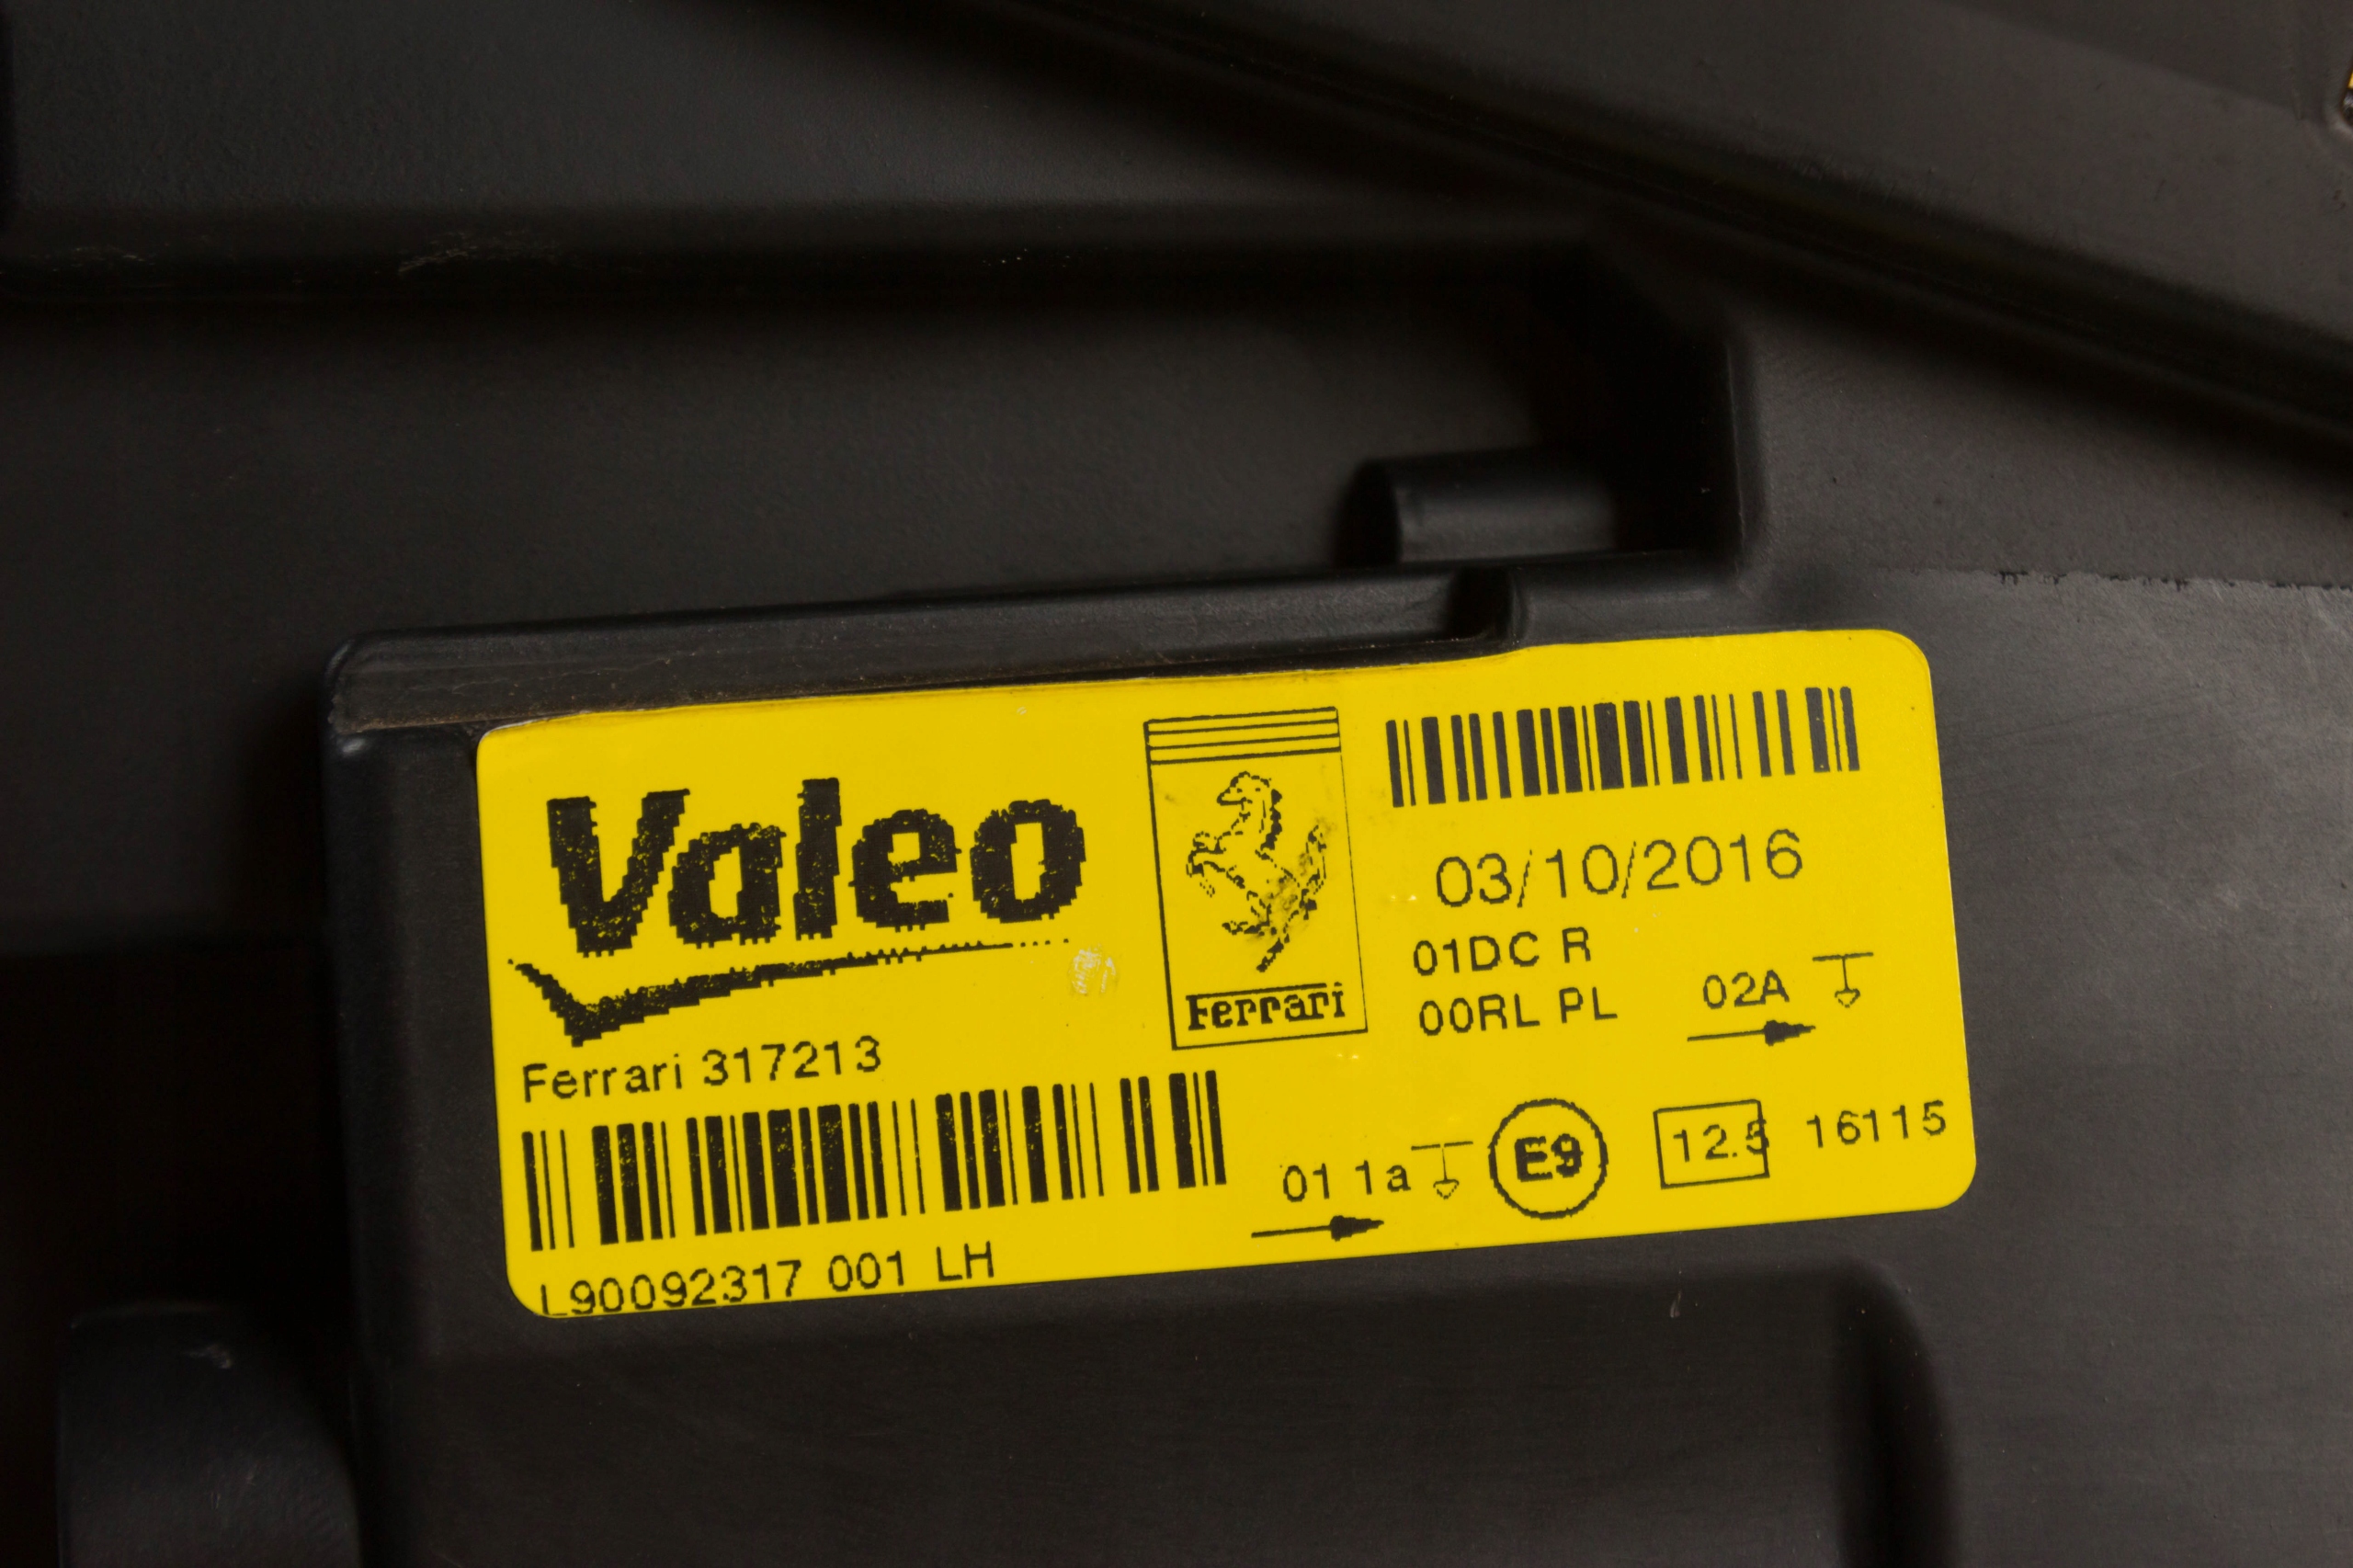 Valeo
Ferrari 317213
L90092317 001 LH
Ferrari
03/10/2016
01DC R
00RL PL
02A
01 1a
E9
12.5 16115